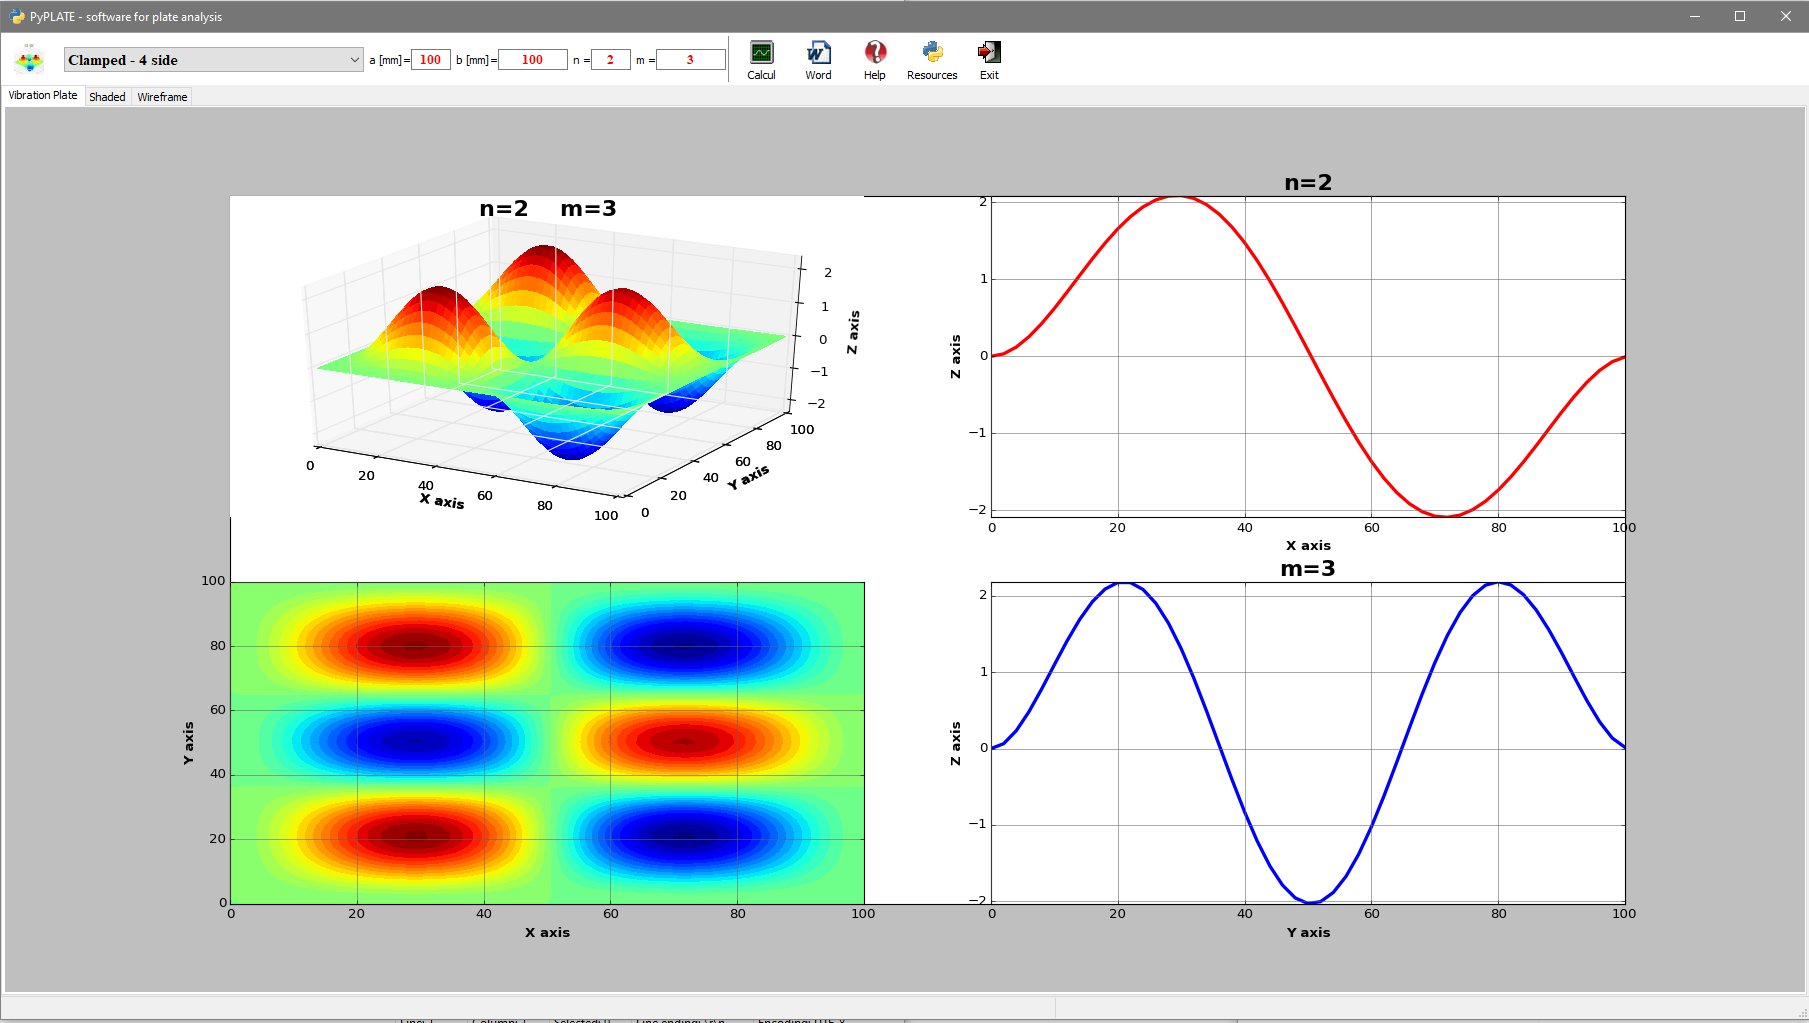 PyPLATE - software for plate analysis
Clamped - 4 side
a [mm]= 100 b [mm]= 100 n = 2 m = 3
Calcul Word Help Resources Exit
Vibration Plate Shaded Wireframe
n=2 m=3
2
1
0
−1
−2
Z axis
0 20 40 60 80 100
X axis
0 20 40 60 80 100
Y axis
n=2
2
1
0
−1
−2
Z axis
0 20 40 60 80 100
X axis
100
80
60
40
20
0
Y axis
0 20 40 60 80 100
X axis
m=3
2
1
0
−1
−2
Z axis
0 20 40 60 80 100
Y axis